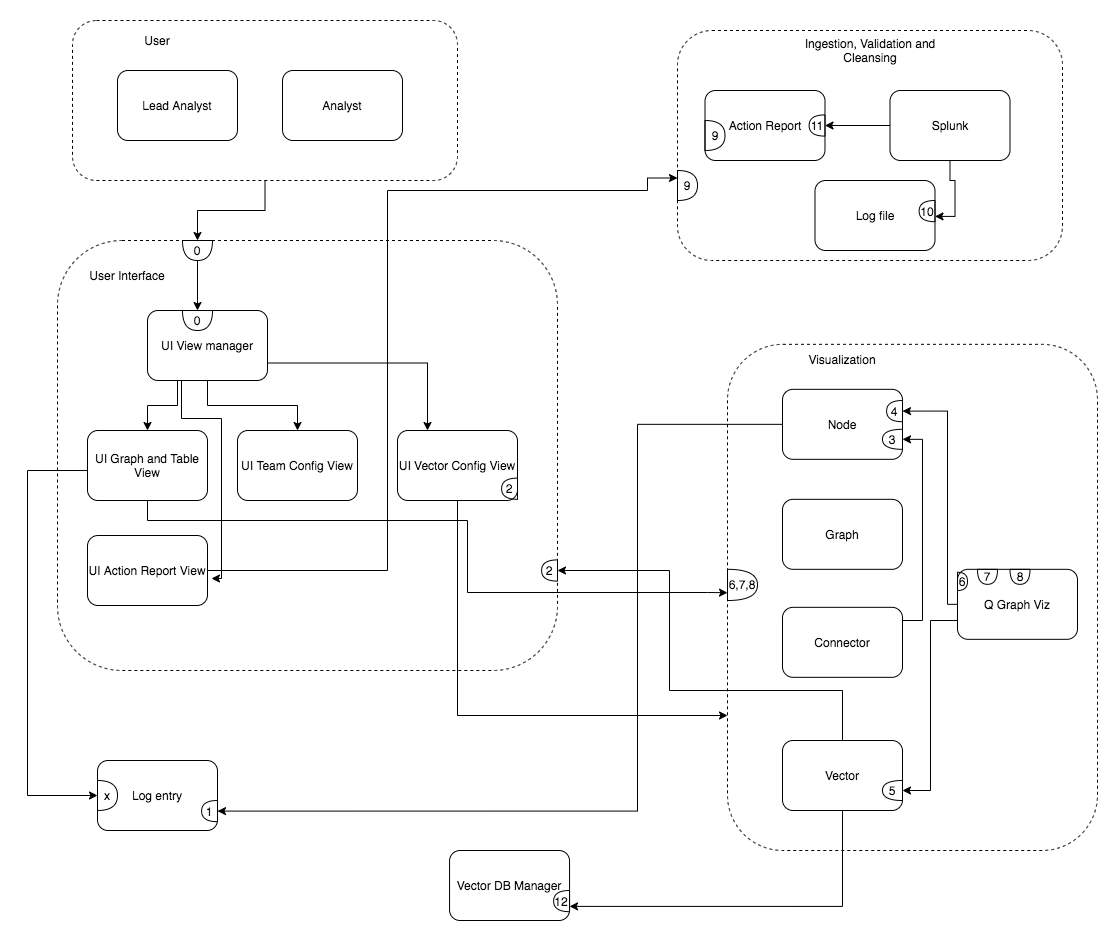 User
Lead Analyst
Analyst
Ingestion, Validation and
Cleansing
9
Action Report
11
Splunk
9
Log file
10
0
User Interface
0
UI View manager
UI Graph and Table
View
UI Team Config View
UI Vector Config View
2
UI Action Report View
2
Visualization
Node
4
3
Graph
6,7,8
6
7
8
Q Graph Viz
Connector
Vector
5
x
Log entry
1
Vector DB Manager
12